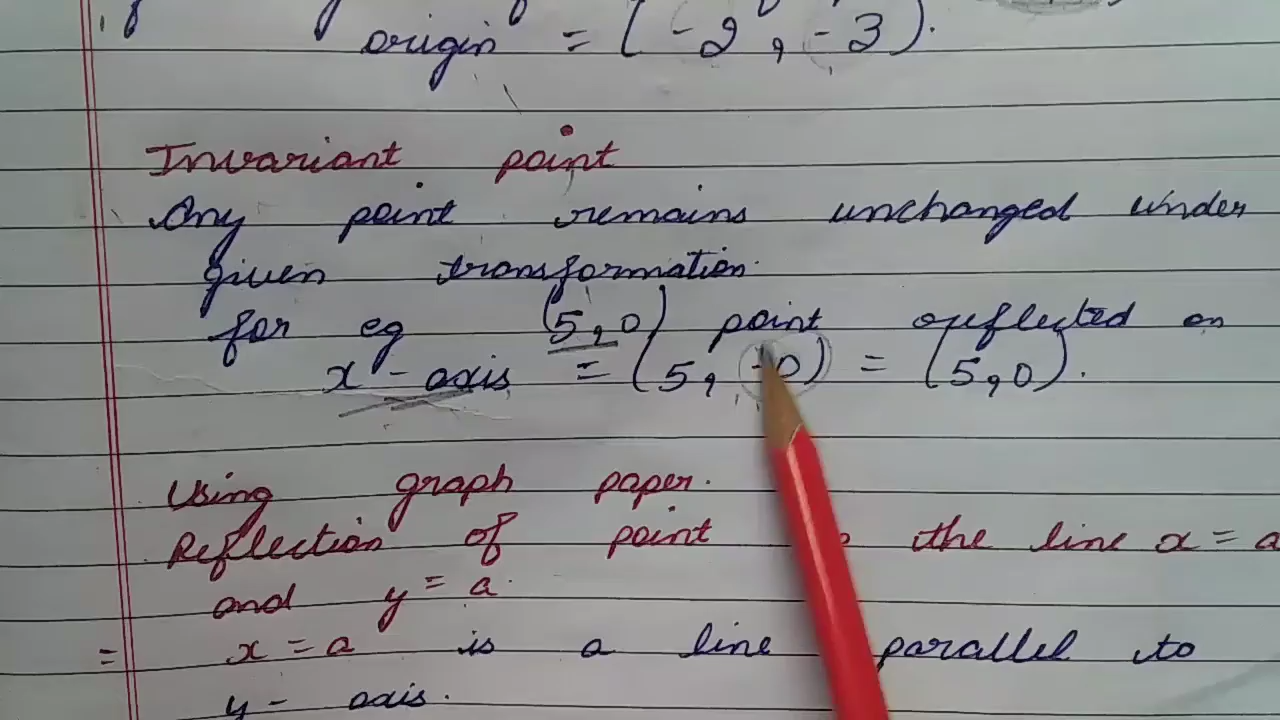 origin = (-2, -3).
Invariant point
Any point remains unchanged under
given transformation.
for eg (5,0) point reflected on
x - axis = (5, -0) = (5,0).
Using graph paper.
Reflection of point the line x = a
and y = a.
= x = a is a line parallel to
y - axis.